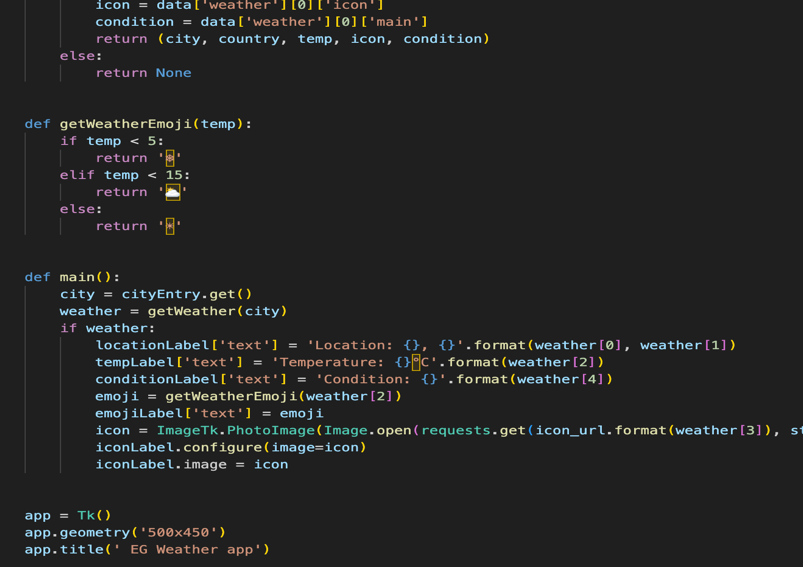 icon = data['weather'][0]['icon']
condition = data['weather'][0]['main']
return (city, country, temp, icon, condition)
else:
return None
def getWeatherEmoji(temp):
if temp < 5:
return '❄'
elif temp < 15:
return '🌥'
else:
return '☀'
def main():
city = cityEntry.get()
weather = getWeather(city)
if weather:
locationLabel['text'] = 'Location: {}, {}'.format(weather[0], weather[1])
tempLabel['text'] = 'Temperature: {}°C'.format(weather[2])
conditionLabel['text'] = 'Condition: {}'.format(weather[4])
emoji = getWeatherEmoji(weather[2])
emojiLabel['text'] = emoji
icon = ImageTk.PhotoImage(Image.open(requests.get(icon_url.format(weather[3]), st
iconLabel.configure(image=icon)
iconLabel.image = icon
app = Tk()
app.geometry('500x450')
app.title(' EG Weather app')